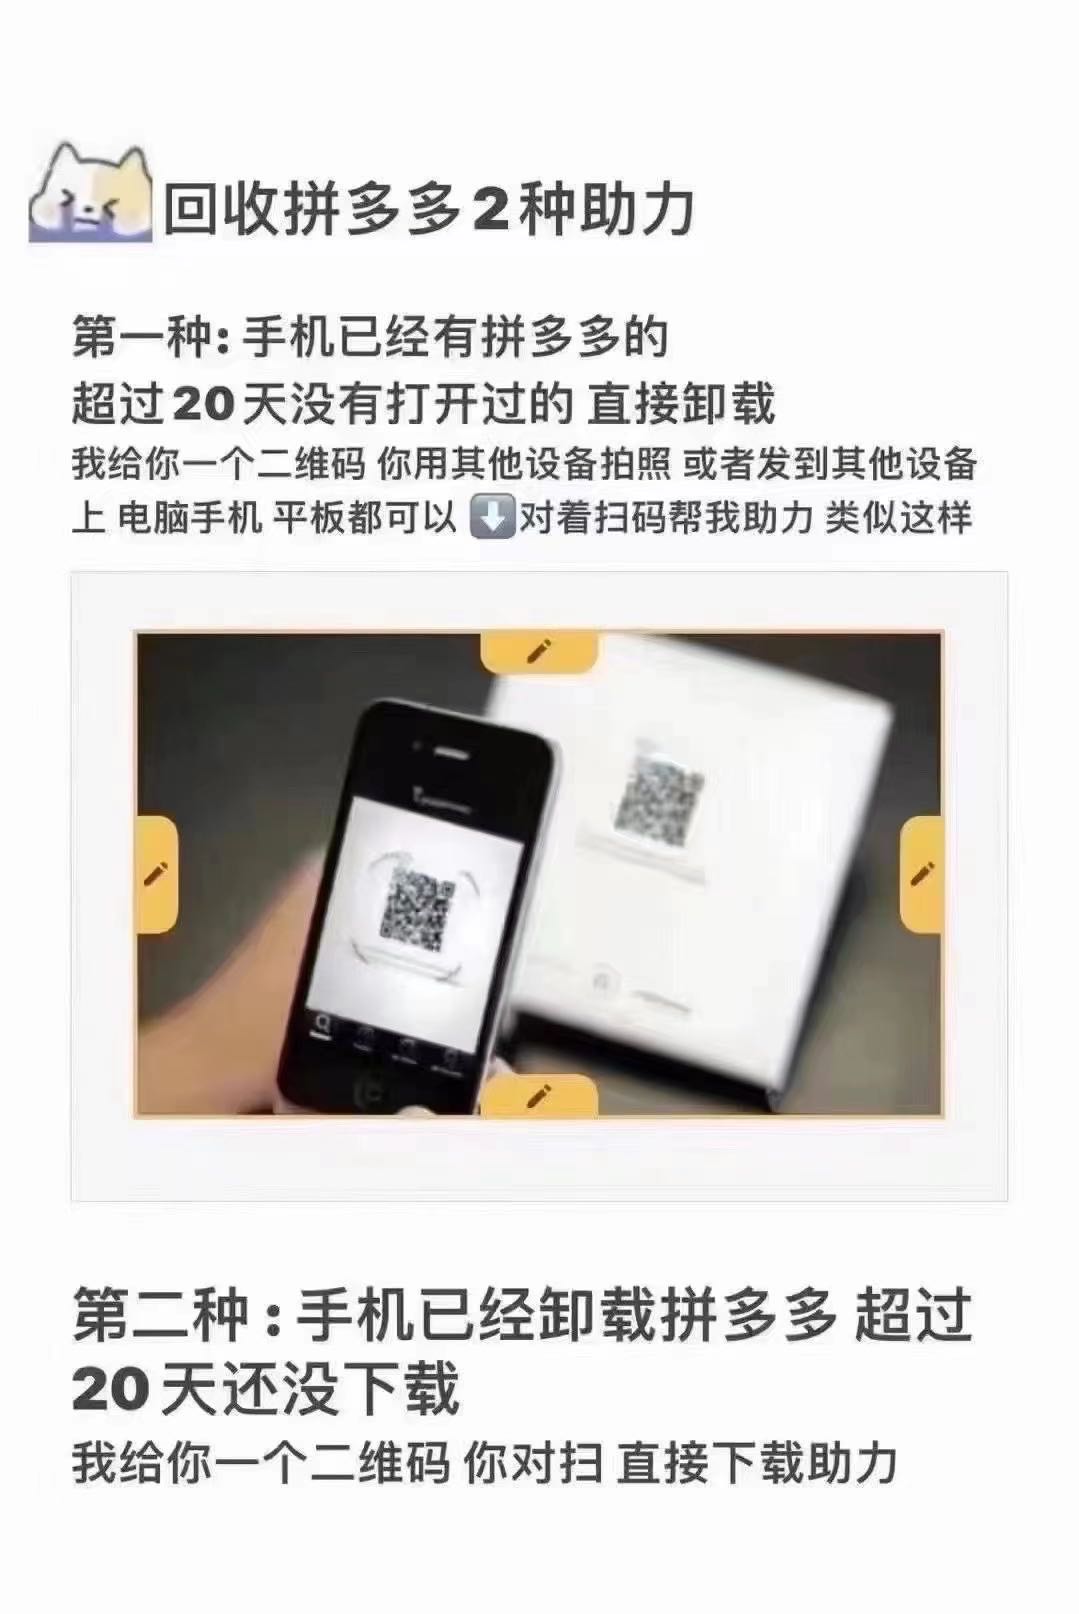 回收拼多多2种助力
第一种:手机已经有拼多多的
超过20天没有打开过的 直接卸载
我给你一个二维码 你用其他设备拍照 或者发到其他设备
上 电脑手机 平板都可以 ⬇️对着扫码帮我助力 类似这样
第二种:手机已经卸载拼多多 超过
20天还没下载
我给你一个二维码 你对扫 直接下载助力